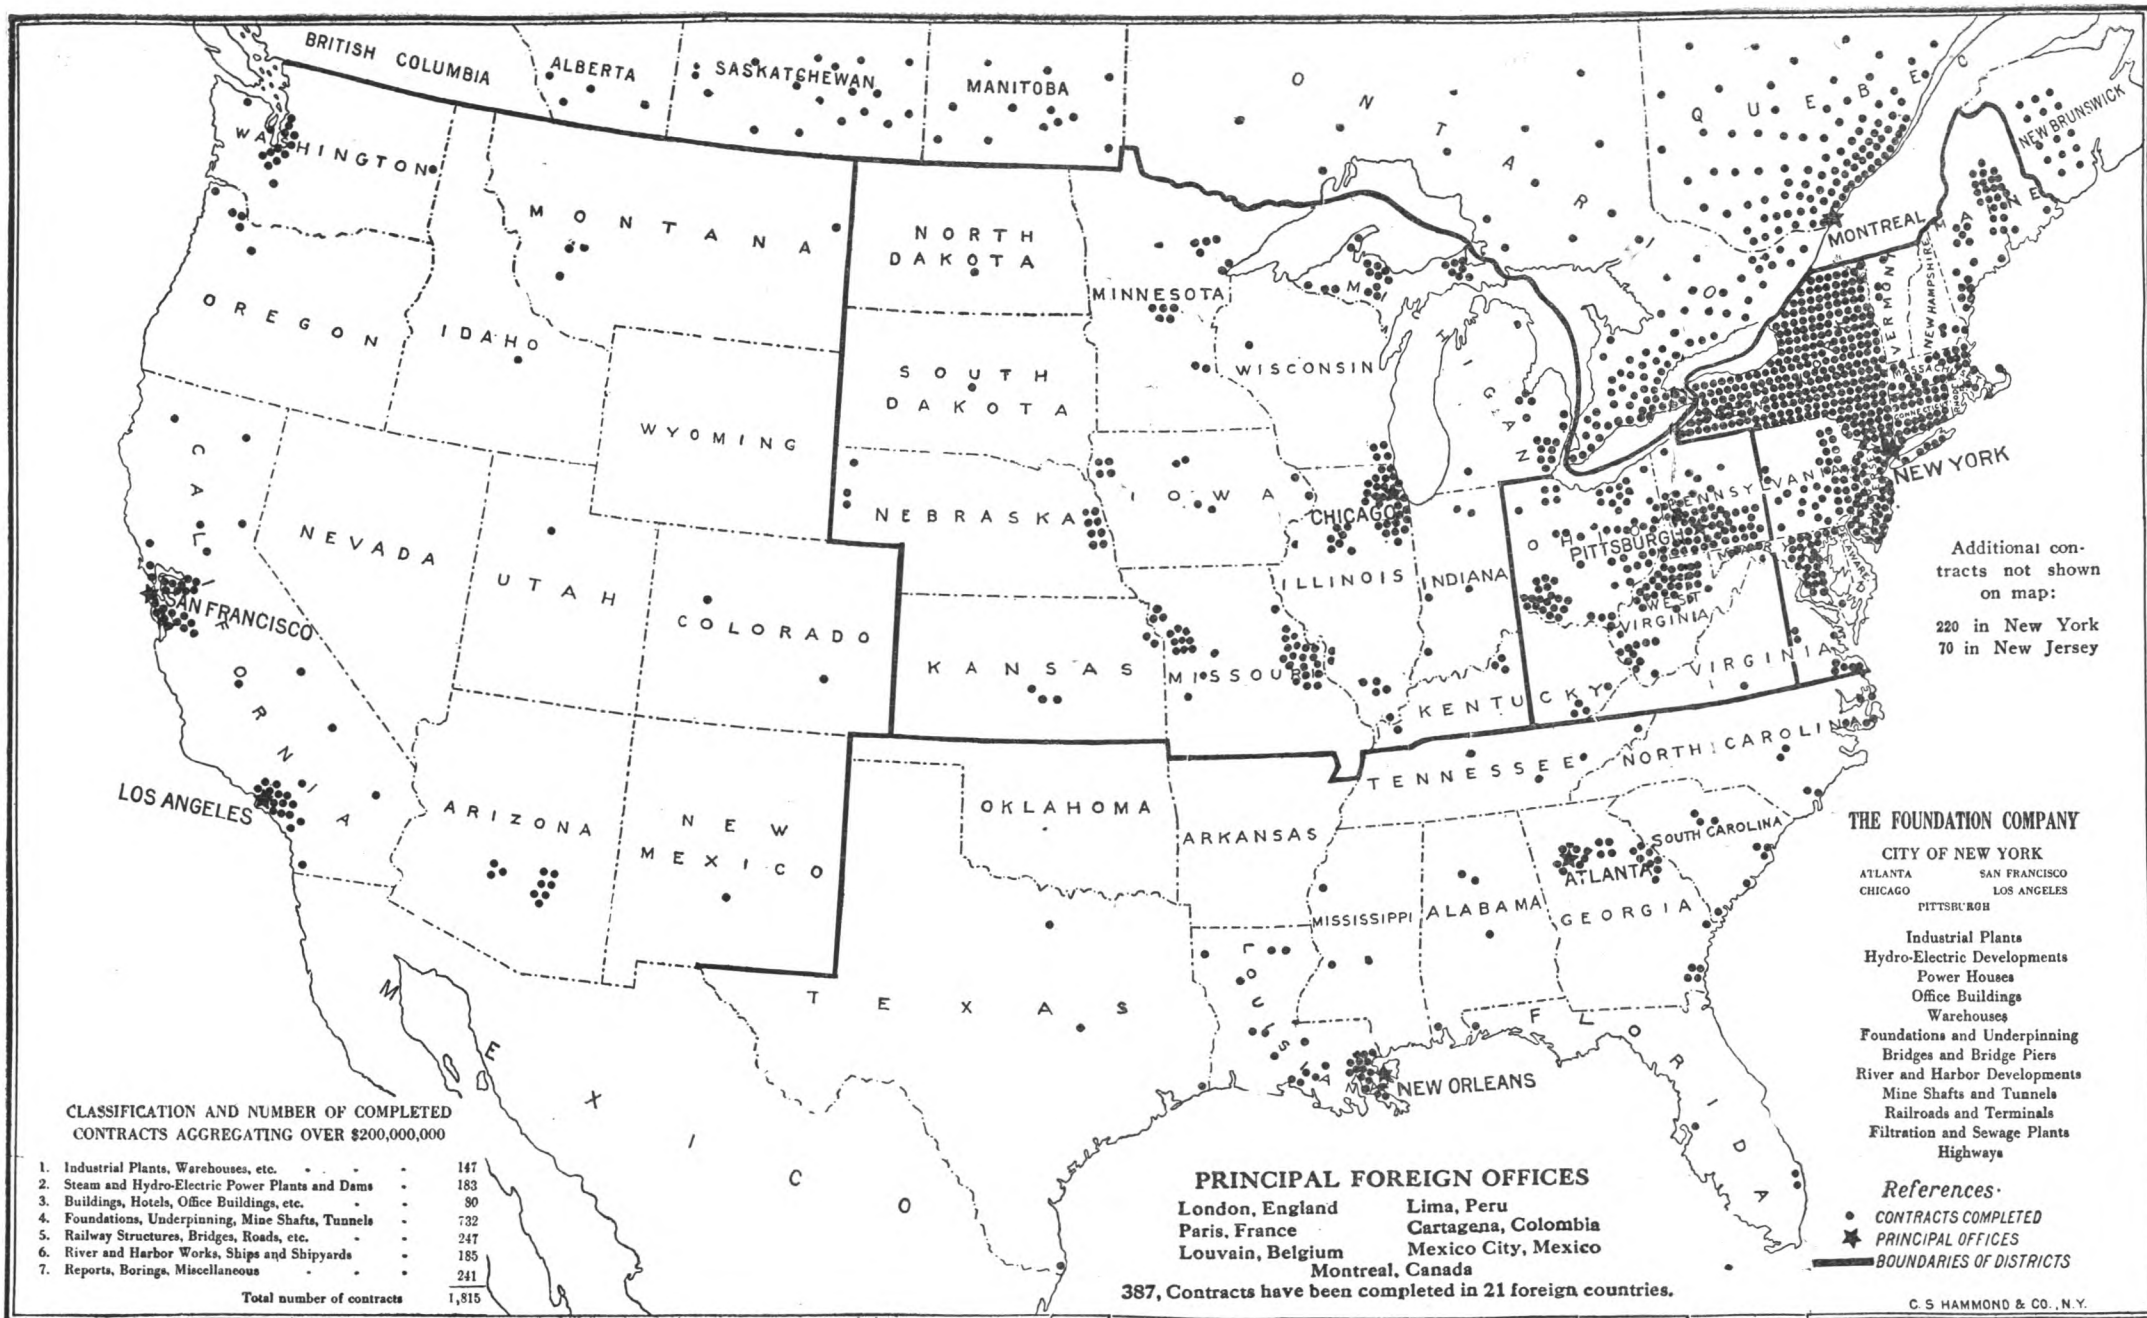 BRITISH COLUMBIA
ALBERTA
SASKATCHEWAN
MANITOBA
ONTARIO
QUEBEC
NEW BRUNSWICK
WASHINGTON
MONTANA
NORTH
DAKOTA
MINNESOTA
MONTREAL
MAINE
VERMONT
NEW HAMPSHIRE
OREGON
IDAHO
SOUTH
DAKOTA
WISCONSIN
MICHIGAN
CONNECTICUT
WYOMING
NEW YORK
CALIFORNIA
NEVADA
UTAH
NEBRASKA
IOWA
CHICAGO
ILLINOIS
INDIANA
OHIO
PITTSBURGH
PENNSYLVANIA
DELAWARE
SAN FRANCISCO
COLORADO
KANSAS
MISSOURI
WEST
VIRGINIA
VIRGINIA
KENTUCKY
Additional con-
tracts not shown
on map:
220 in New York
70 in New Jersey
LOS ANGELES
ARIZONA
NEW
MEXICO
OKLAHOMA
ARKANSAS
TENNESSEE
NORTH CAROLINA
SOUTH CAROLINA
ATLANTA
MISSISSIPPI
ALABAMA
GEORGIA
TEXAS
LOUISIANA
NEW ORLEANS
FLORIDA
MEXICO
THE FOUNDATION COMPANY
CITY OF NEW YORK
ATLANTA SAN FRANCISCO
CHICAGO LOS ANGELES
PITTSBURGH
Industrial Plants
Hydro-Electric Developments
Power Houses
Office Buildings
Warehouses
Foundations and Underpinning
Bridges and Bridge Piers
River and Harbor Developments
Mine Shafts and Tunnels
Railroads and Terminals
Filtration and Sewage Plants
Highways
References.
CONTRACTS COMPLETED
PRINCIPAL OFFICES
BOUNDARIES OF DISTRICTS
C. S HAMMOND & CO., N.Y.
CLASSIFICATION AND NUMBER OF COMPLETED
CONTRACTS AGGREGATING OVER $200,000,000
1. Industrial Plants, Warehouses, etc. 147
2. Steam and Hydro-Electric Power Plants and Dams 183
3. Buildings, Hotels, Office Buildings, etc. 80
4. Foundations, Underpinning, Mine Shafts, Tunnels 732
5. Railway Structures, Bridges, Roads, etc. 247
6. River and Harbor Works, Ships and Shipyards 185
7. Reports, Borings, Miscellaneous 241
Total number of contracts 1,815
PRINCIPAL FOREIGN OFFICES
London, England Lima, Peru
Paris, France Cartagena, Colombia
Louvain, Belgium Mexico City, Mexico
Montreal, Canada
387, Contracts have been completed in 21 foreign countries.